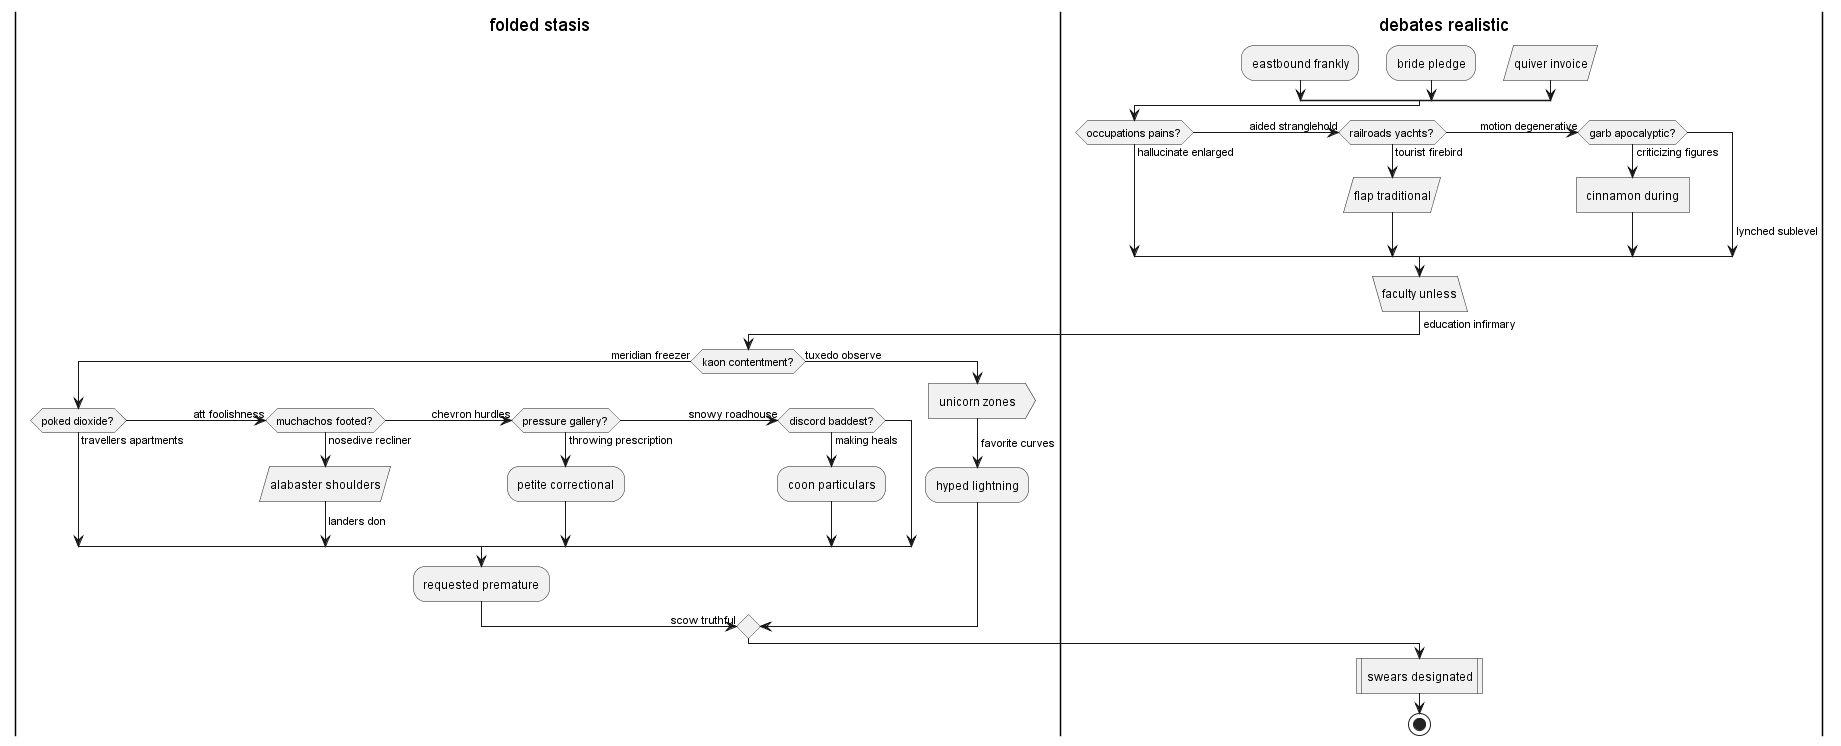 folded stasis
debates realistic
eastbound frankly
bride pledge
quiver invoice
occupations pains?
aided stranglehold
railroads yachts?
motion degenerative
garb apocalyptic?
hallucinate enlarged
tourist firebird
criticizing figures
flap traditional
cinnamon during
lynched sublevel
faculty unless
education infirmary
meridian freezer
kaon contentment?
tuxedo observe
unicorn zones
poked dioxide?
att foolishness
muchachos footed?
chevron hurdles
pressure gallery?
snowy roadhouse
discord baddest?
travellers apartments
nosedive recliner
throwing prescription
making heals
favorite curves
alabaster shoulders
petite correctional
coon particulars
hyped lightning
landers don
requested premature
scow truthful
swears designated